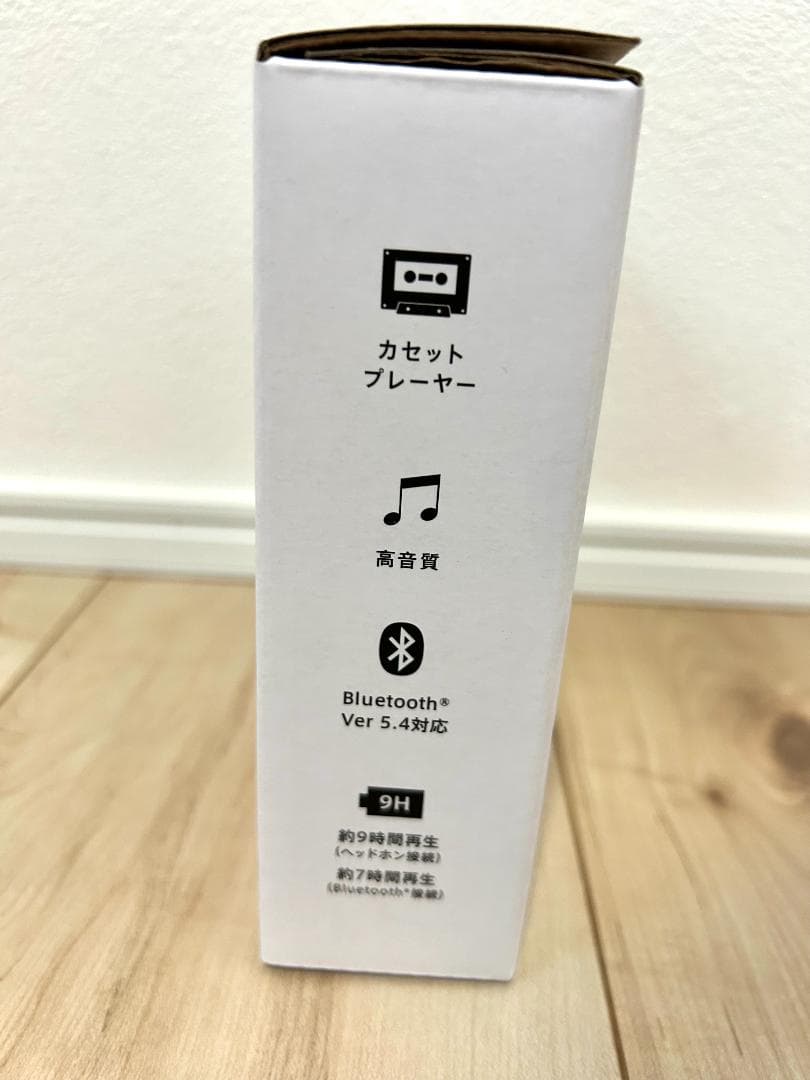 カセット
プレーヤー
高音質
Bluetooth®
Ver 5.4対応
9H
約9時間再生
(ヘッドホン接続)
約7時間再生
(Bluetooth®接続)